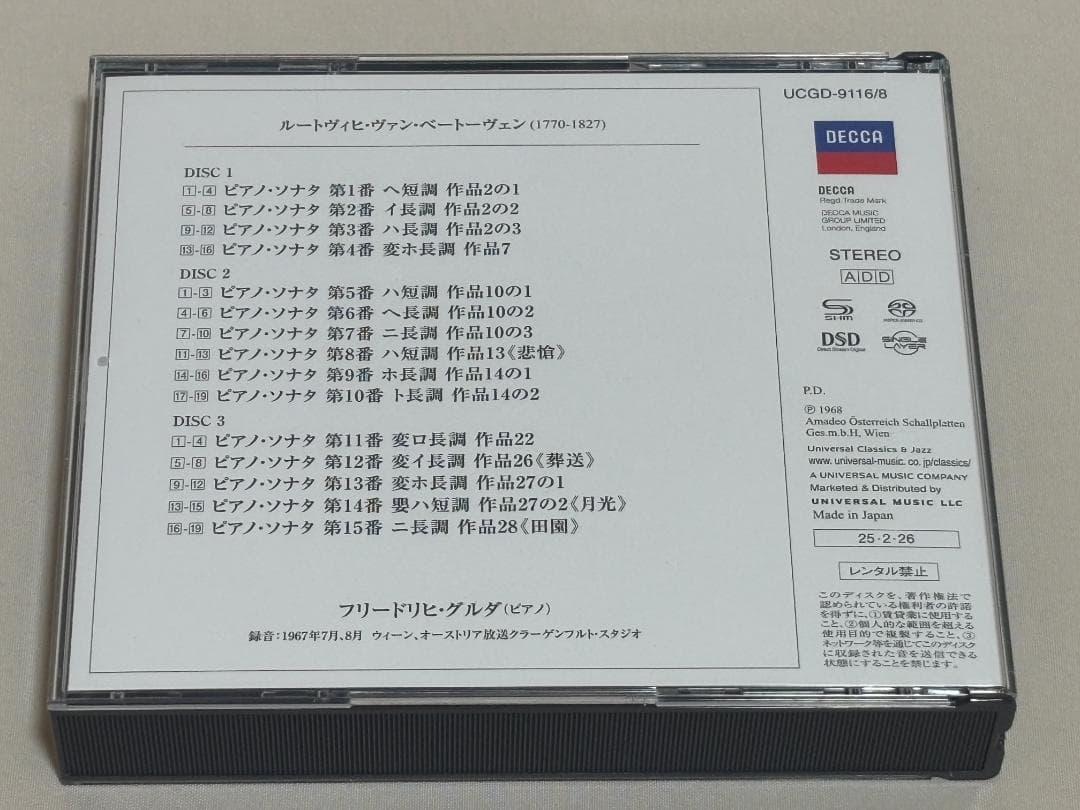 ルートヴィヒ・ヴァン・ベートーヴェン(1770-1827)
DISC 1
1-4 ピアノ・ソナタ 第1番 ヘ短調 作品2の1
5-8 ピアノ・ソナタ 第2番 イ長調 作品2の2
9-12 ピアノ・ソナタ 第3番 ハ長調 作品2の3
13-16 ピアノ・ソナタ 第4番 変ホ長調 作品7
DISC 2
1-3 ピアノ・ソナタ 第5番 ハ短調 作品10の1
4-6 ピアノ・ソナタ 第6番 ヘ長調 作品10の2
7-10 ピアノ・ソナタ 第7番 ニ長調 作品10の3
11-13 ピアノ・ソナタ 第8番 ハ短調 作品13《悲愴》
14-16 ピアノ・ソナタ 第9番 ホ長調 作品14の1
17-19 ピアノ・ソナタ 第10番 ト長調 作品14の2
DISC 3
1-4 ピアノ・ソナタ 第11番 変ロ長調 作品22
5-8 ピアノ・ソナタ 第12番 変イ長調 作品26《葬送》
9-12 ピアノ・ソナタ 第13番 変ホ長調 作品27の1
13-15 ピアノ・ソナタ 第14番 嬰ハ短調 作品27の2《月光》
16-19 ピアノ・ソナタ 第15番 ニ長調 作品28《田園》
フリードリヒ・グルダ(ピアノ)
録音:1967年7月、8月 ウィーン、オーストリア放送クラーゲンフルト・スタジオ
UCGD-9116/8
DECCA
DECCA
Regd. Trade Mark
DECCA MUSIC
GROUP LIMITED
London, England
STEREO
ADD
SHM
SUPER AUDIO CD
DSD
Direct Stream Digital
SINGLE
LAYER
P.D.
℗ 1968
Amadeo Österreich Schallpletten
Ges.m.b.H, Wien
Universal Classics & Jazz
www.universal-music.co.jp/classics/
A UNIVERSAL MUSIC COMPANY
Marketed & Distributed by
UNIVERSAL MUSIC LLC
Made in Japan
25・2・26
レンタル禁止
このディスクを、著作権法で
認められている権利者の許諾
を得ずに、①賃貸業に使用する
こと、②個人的な範囲を超える
使用目的で複製すること、③
ネットワーク等を通じてこのディスク
に収録された音を送信できる
状態にすることを禁じます。